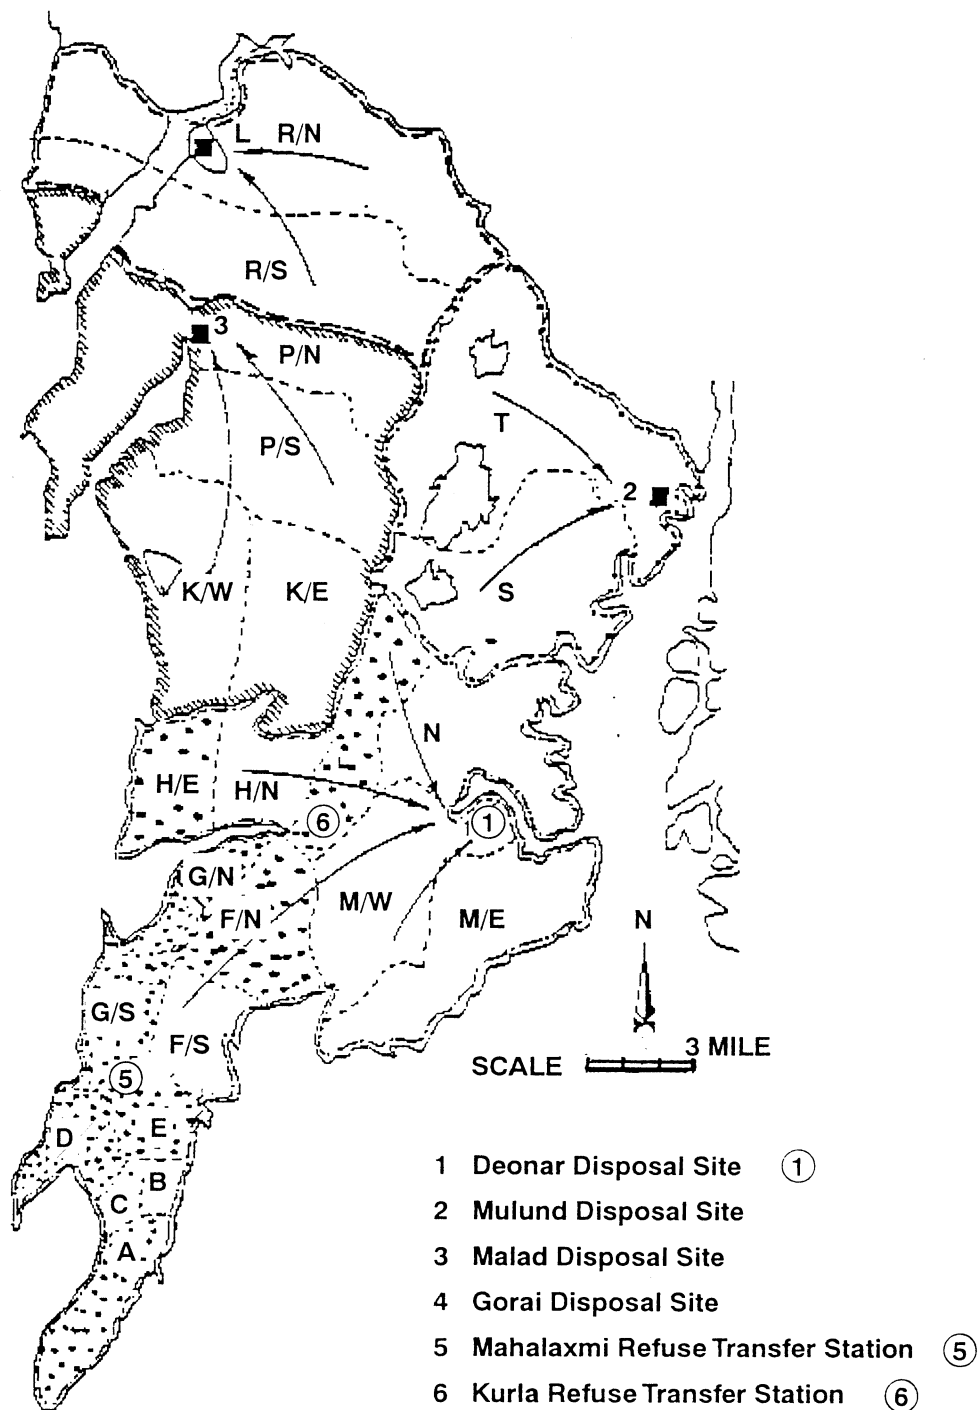 L R/N
R/S
3
P/N
P/S
T
2
K/W K/E
S
N
L
H/E H/N
6
1
G/N
F/N
M/W
M/E
N
G/S
F/S
3 MILE
SCALE
5
D
E
B
C
A
1 Deonar Disposal Site 1
2 Mulund Disposal Site
3 Malad Disposal Site
4 Gorai Disposal Site
5 Mahalaxmi Refuse Transfer Station 5
6 Kurla Refuse Transfer Station 6